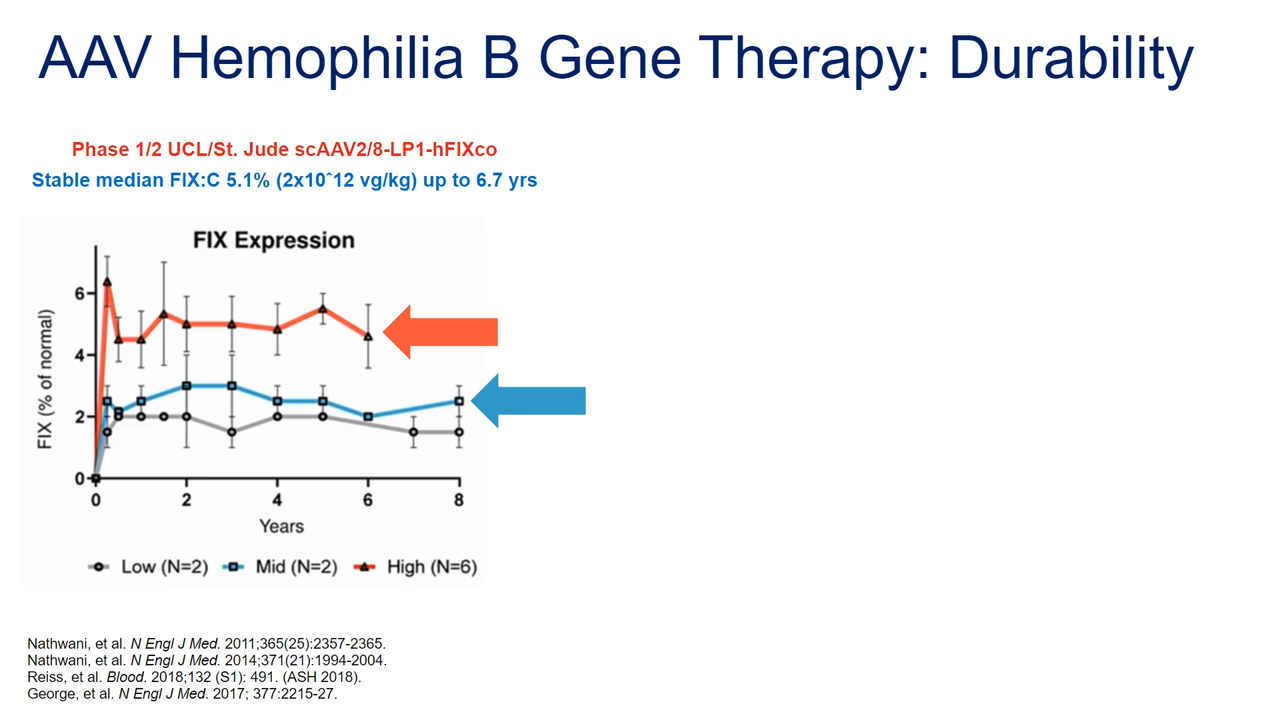 AAV Hemophilia B Gene Therapy: Durability
Phase 1/2 UCL/St. Jude scAAV2/8-LP1-hFIXco
Stable median FIX:C 5.1% (2x10^12 vg/kg) up to 6.7 yrs
FIX Expression
FIX (% of normal)
6
4
2
0
0 2 4 6 8
Years
Low (N=2) Mid (N=2) High (N=6)
Nathwani, et al. N Engl J Med. 2011;365(25):2357-2365.
Nathwani, et al. N Engl J Med. 2014;371(21):1994-2004.
Reiss, et al. Blood. 2018;132 (S1): 491. (ASH 2018).
George, et al. N Engl J Med. 2017; 377:2215-27.